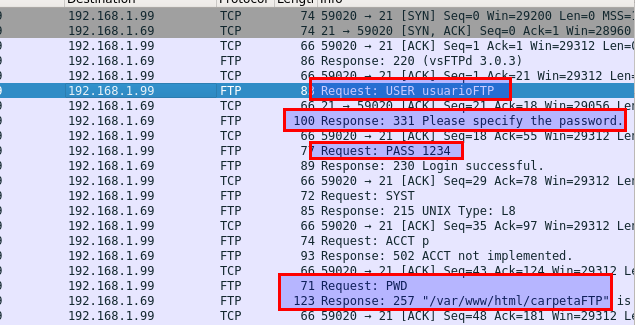 Destination Protocol Length Info
192.168.1.99 TCP 74 59020 → 21 [SYN] Seq=0 Win=29200 Len=0 MSS=
192.168.1.69 TCP 74 21 → 59020 [SYN, ACK] Seq=0 Ack=1 Win=28960
192.168.1.99 TCP 66 59020 → 21 [ACK] Seq=1 Ack=1 Win=29312 Le
192.168.1.69 FTP 86 Response: 220 (vsFTPd 3.0.3)
192.168.1.99 TCP 66 59020 → 21 [ACK] Seq=1 Ack=21 Win=29312 Le
192.168.1.99 FTP 83 Request: USER usuarioFTP
192.168.1.69 TCP 66 21 → 59020 [ACK] Seq=21 Ack=18 Win=29056 Le
192.168.1.69 FTP 100 Response: 331 Please specify the password.
192.168.1.99 TCP 66 59020 → 21 [ACK] Seq=18 Ack=55 Win=29312 Le
192.168.1.99 FTP 77 Request: PASS 1234
192.168.1.69 FTP 89 Response: 230 Login successful.
192.168.1.99 TCP 66 59020 → 21 [ACK] Seq=29 Ack=78 Win=29312 Le
192.168.1.99 FTP 72 Request: SYST
192.168.1.69 FTP 85 Response: 215 UNIX Type: L8
192.168.1.99 TCP 66 59020 → 21 [ACK] Seq=35 Ack=97 Win=29312 Le
192.168.1.99 FTP 74 Request: ACCT p
192.168.1.69 FTP 93 Response: 502 ACCT not implemented.
192.168.1.99 TCP 66 59020 → 21 [ACK] Seq=43 Ack=124 Win=29312 L
192.168.1.99 FTP 71 Request: PWD
192.168.1.69 FTP 123 Response: 257 "/var/www/html/carpetaFTP" is
192.168.1.99 TCP 66 59020 → 21 [ACK] Seq=48 Ack=181 Win=29312 L